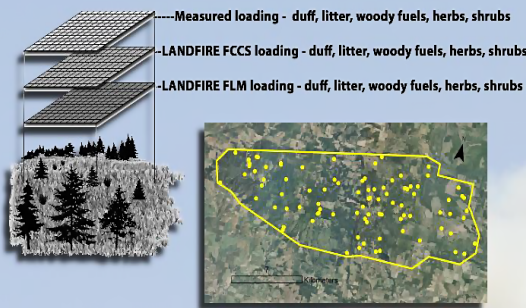 Measured loading - duff, litter, woody fuels, herbs, shrubs
LANDFIRE FCCS loading - duff, litter, woody fuels, herbs, shrubs
LANDFIRE FLM loading - duff, litter, woody fuels, herbs, shrubs
Kilometers